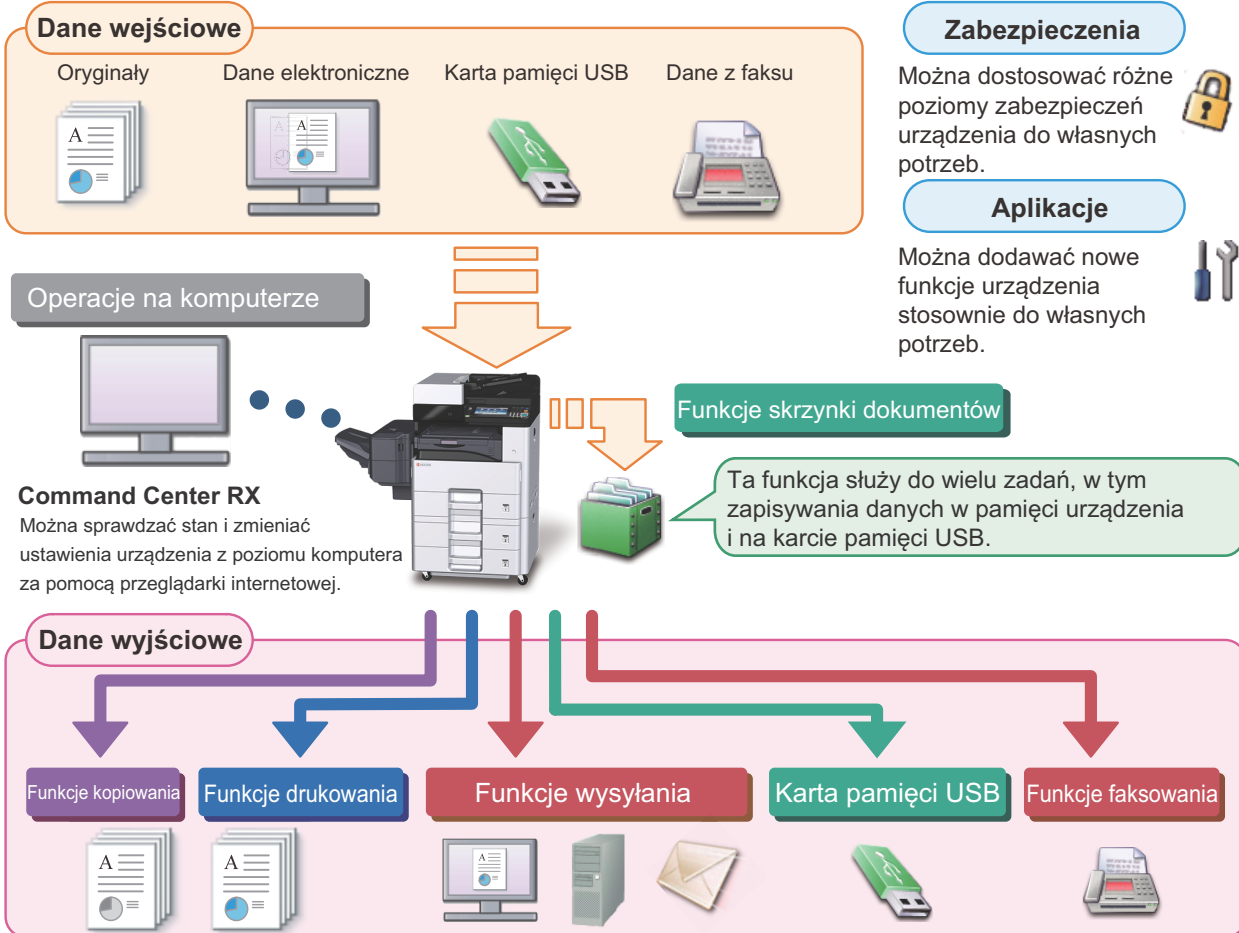 Dane wejściowe
Oryginały
Dane elektroniczne
Karta pamięci USB
Dane z faksu
Zabezpieczenia
Można dostosować różne
poziomy zabezpieczeń
urządzenia do własnych
potrzeb.
Aplikacje
Można dodawać nowe
funkcje urządzenia
stosownie do własnych
potrzeb.
Operacje na komputerze
Command Center RX
Można sprawdzać stan i zmieniać
ustawienia urządzenia z poziomu komputera
za pomocą przeglądarki internetowej.
Funkcje skrzynki dokumentów
Ta funkcja służy do wielu zadań, w tym
zapisywania danych w pamięci urządzenia
i na karcie pamięci USB.
Dane wyjściowe
Funkcje kopiowania
Funkcje drukowania
Funkcje wysyłania
Karta pamięci USB
Funkcje faksowania
A
A
A
A
A